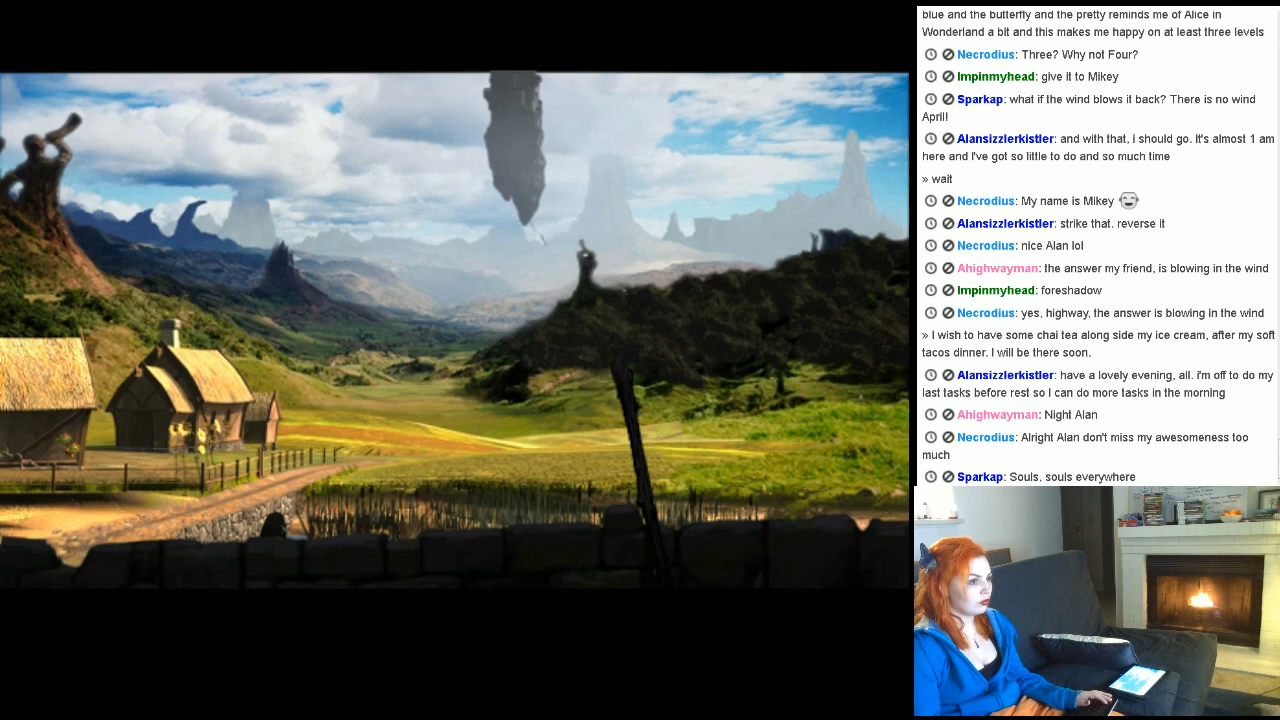 blue and the butterfly and the pretty reminds me of Alice in
Wonderland a bit and this makes me happy on at least three levels
Necrodius: Three? Why not Four?
Impinmyhead: give it to Mikey
Sparkap: what if the wind blows it back? There is no wind
April!
Alansizzlerkistler: and with that, i should go. It's almost 1 am
here and I've got so little to do and so much time
» wait
Necrodius: My name is Mikey
Alansizzlerkistler: strike that. reverse it
Necrodius: nice Alan lol
Ahighwayman: the answer my friend, is blowing in the wind
Impinmyhead: foreshadow
Necrodius: yes, highway, the answer is blowing in the wind
» I wish to have some chai tea along side my ice cream, after my soft
tacos dinner. I will be there soon.
Alansizzlerkistler: have a lovely evening, all. i'm off to do my
last tasks before rest so I can do more tasks in the morning
Ahighwayman: Night Alan
Necrodius: Alright Alan don't miss my awesomeness too
much
Sparkap: Souls, souls everywhere